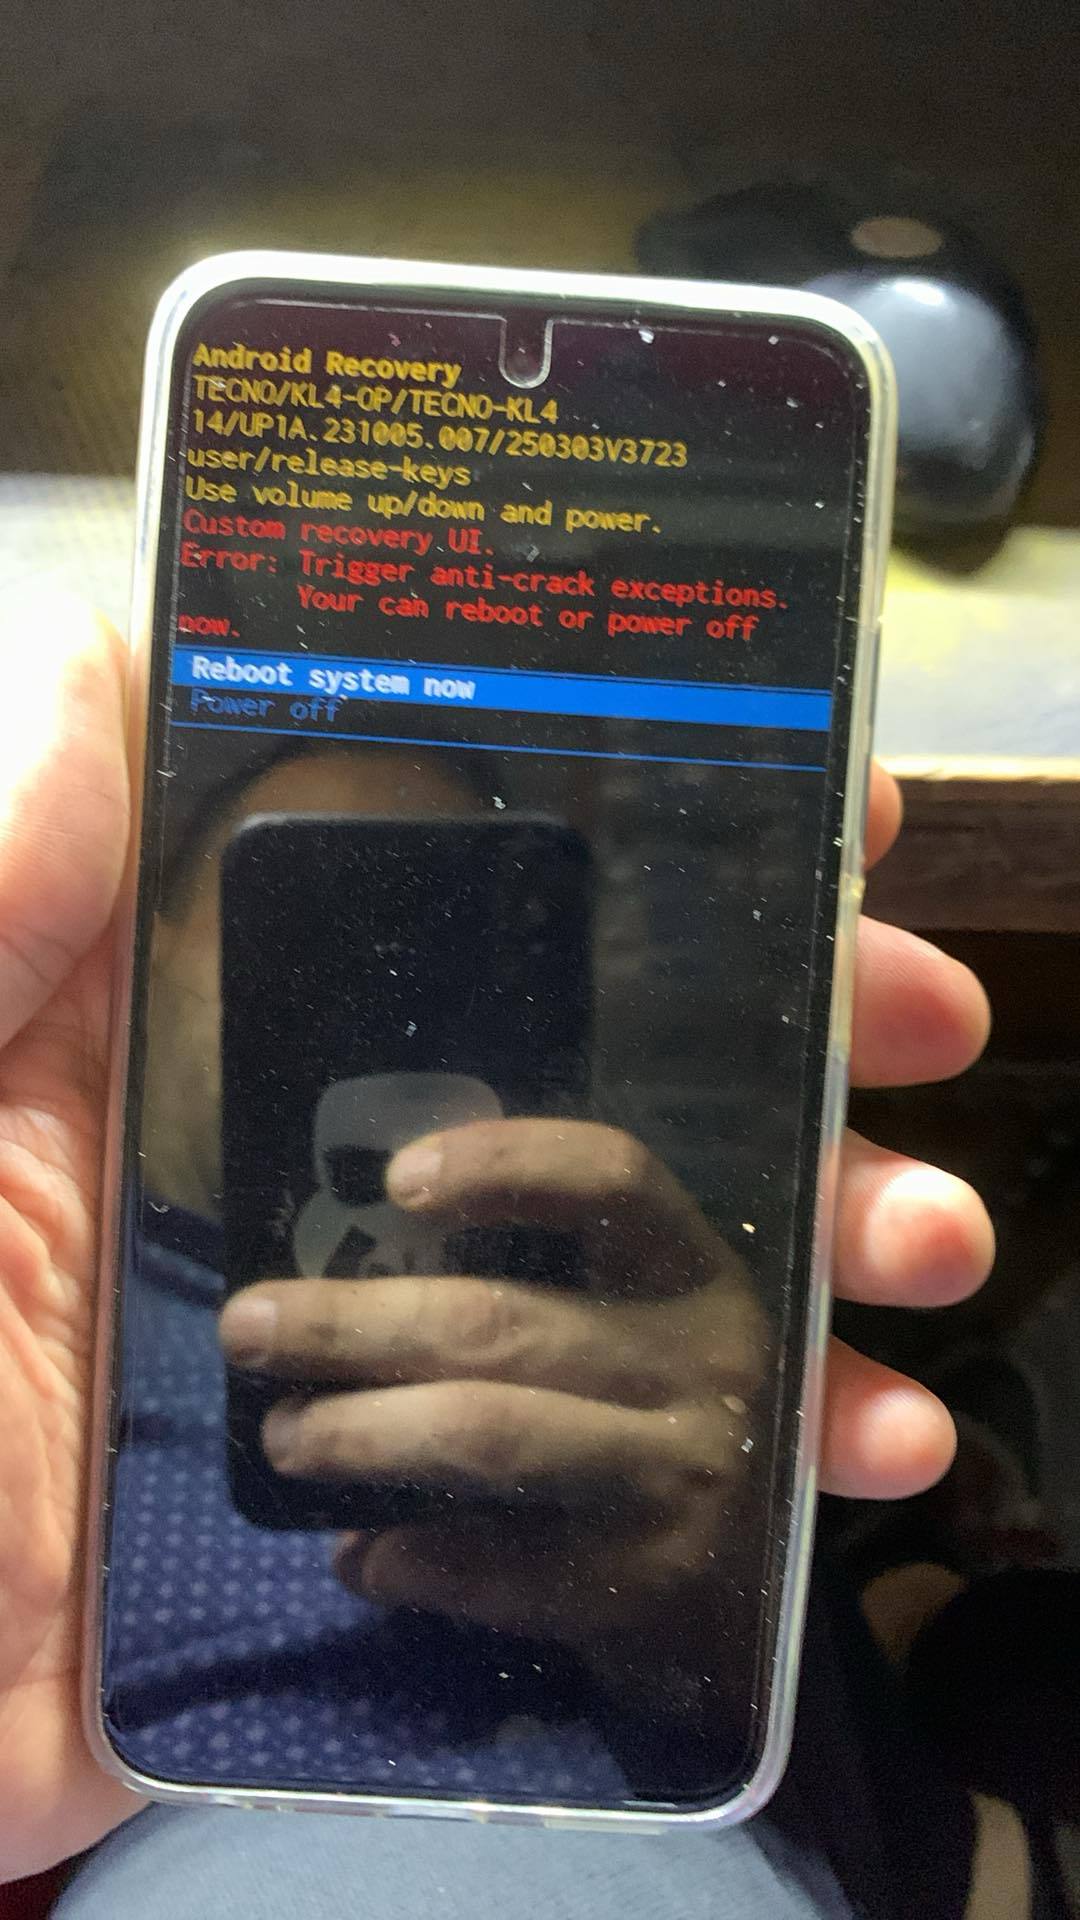 Android Recovery
TECNO/KL4-OP/TECNO-KL4
14/UP1A.231005.007/250303V3723
user/release-keys
Use volume up/down and power.
Custom recovery UI.
Error: Trigger anti-crack exceptions.
Your can reboot or power off
now.
Reboot system now
Power off